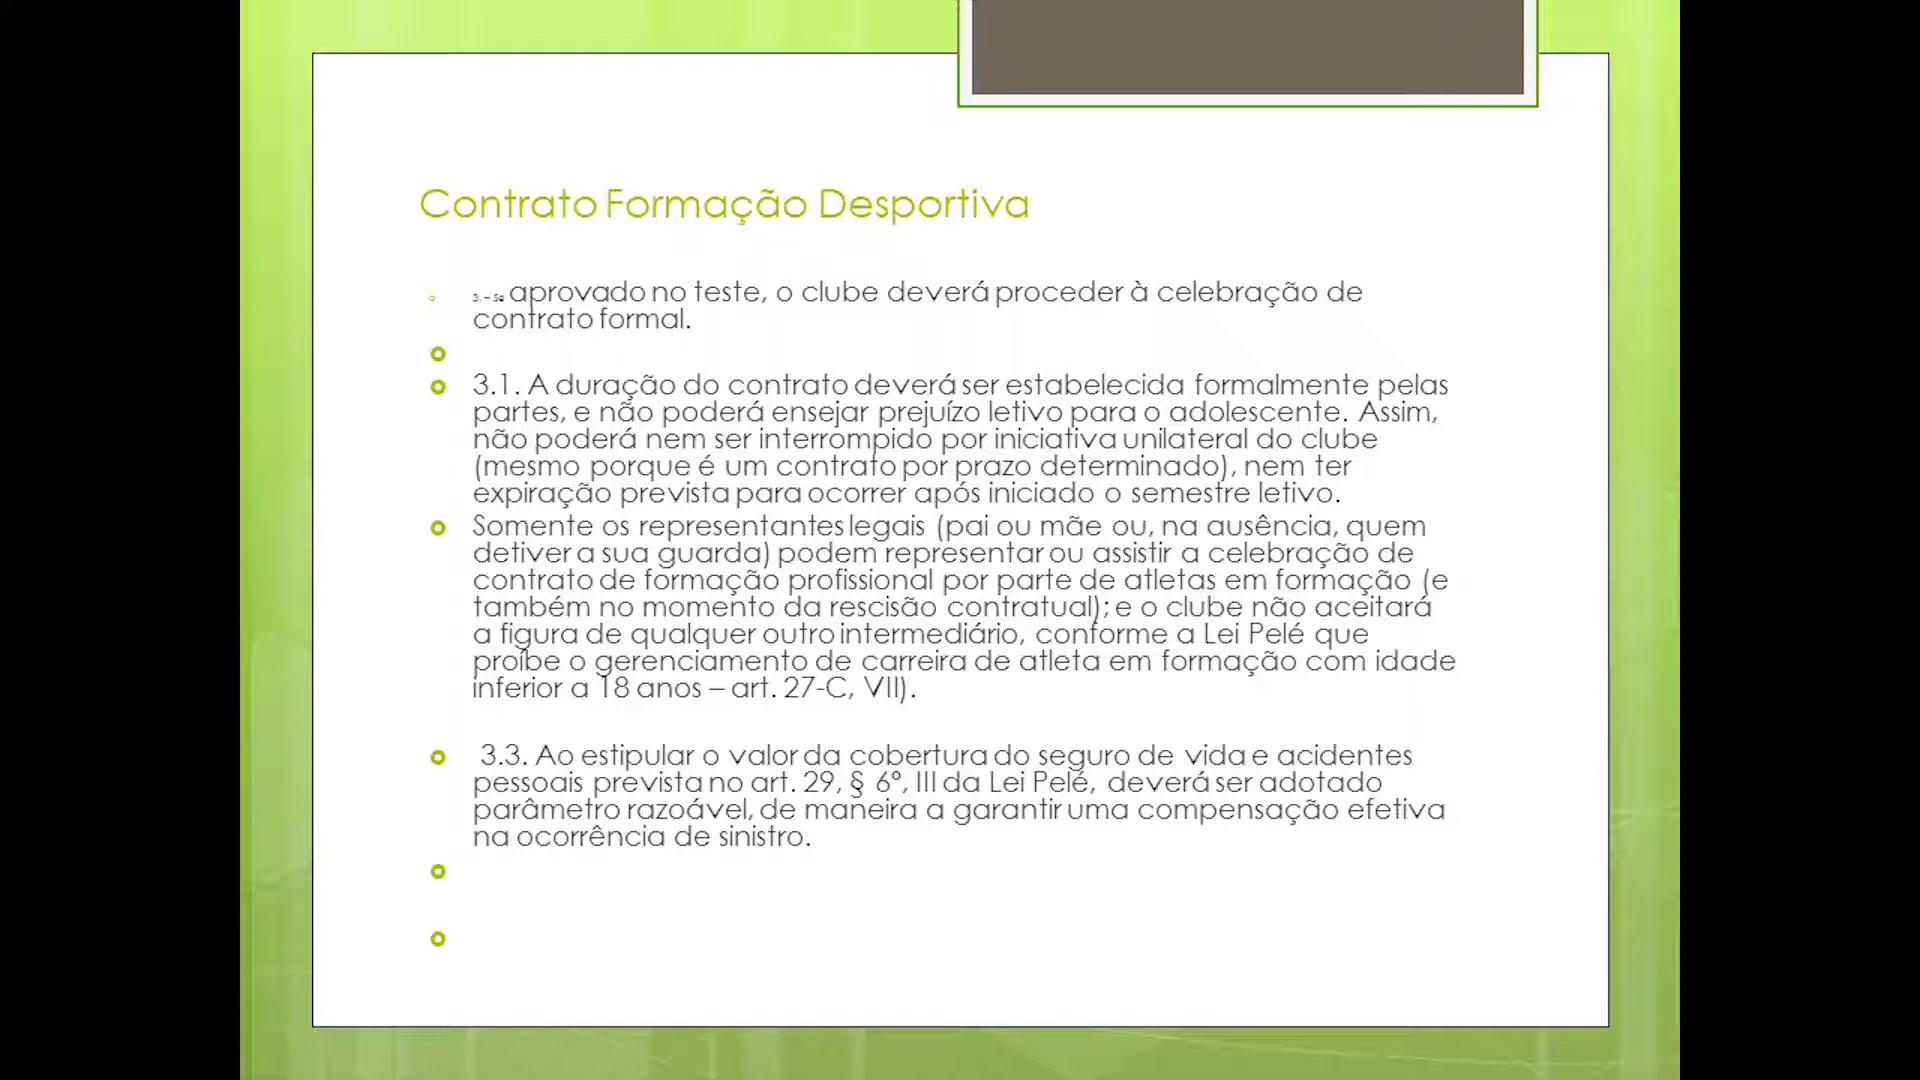 Contrato Formação Desportiva
3. – Se aprovado no teste, o clube deverá proceder à celebração de
contrato formal.
3.1. A duração do contrato deverá ser estabelecida formalmente pelas
partes, e não poderá ensejar prejuízo letivo para o adolescente. Assim,
não poderá nem ser interrompido por iniciativa unilateral do clube
(mesmo porque é um contrato por prazo determinado), nem ter
expiração prevista para ocorrer após iniciado o semestre letivo.
Somente os representantes legais (pai ou mãe ou, na ausência, quem
detiver a sua guarda) podem representar ou assistir a celebração de
contrato de formação profissional por parte de atletas em formação (e
também no momento da rescisão contratual); e o clube não aceitará
a figura de qualquer outro intermediário, conforme a Lei Pelé que
proíbe o gerenciamento de carreira de atleta em formação com idade
inferior a 18 anos – art. 27-C, VII).
3.3. Ao estipular o valor da cobertura do seguro de vida e acidentes
pessoais prevista no art. 29, § 6º, III da Lei Pelé, deverá ser adotado
parâmetro razoável, de maneira a garantir uma compensação efetiva
na ocorrência de sinistro.